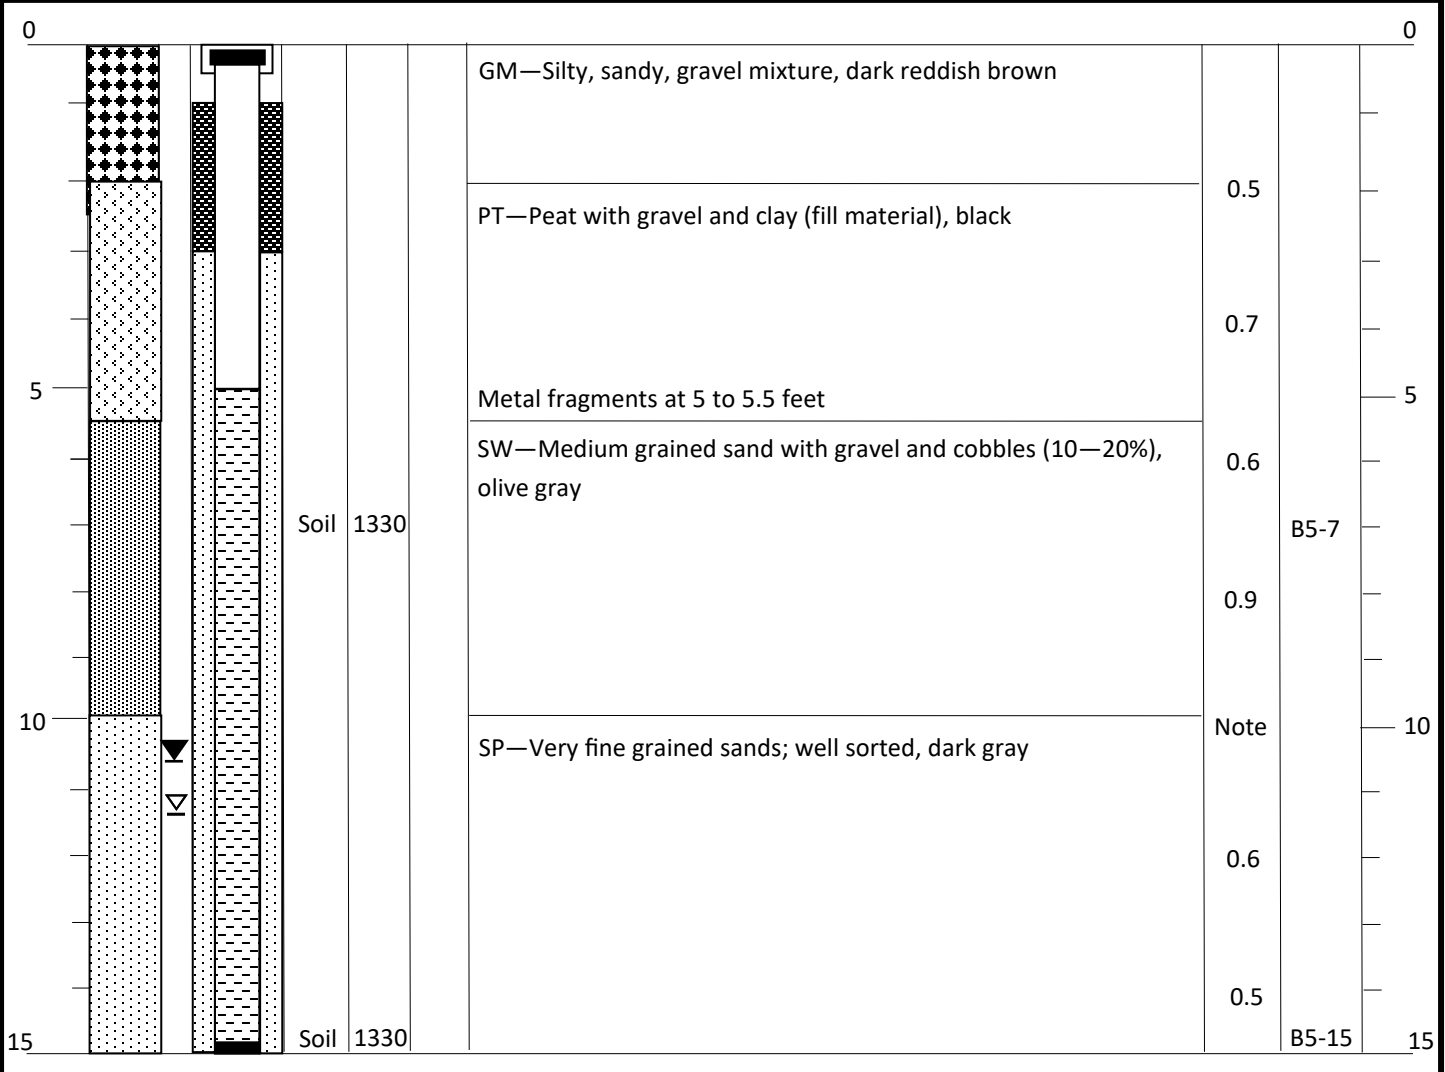 0
0
GM—Silty, sandy, gravel mixture, dark reddish brown
0.5
PT—Peat with gravel and clay (fill material), black
0.7
5
Metal fragments at 5 to 5.5 feet
5
SW—Medium grained sand with gravel and cobbles (10—20%),
olive gray
0.6
Soil 1330
B5-7
0.9
10
Note
10
SP—Very fine grained sands; well sorted, dark gray
0.6
0.5
15
Soil 1330
B5-15
15